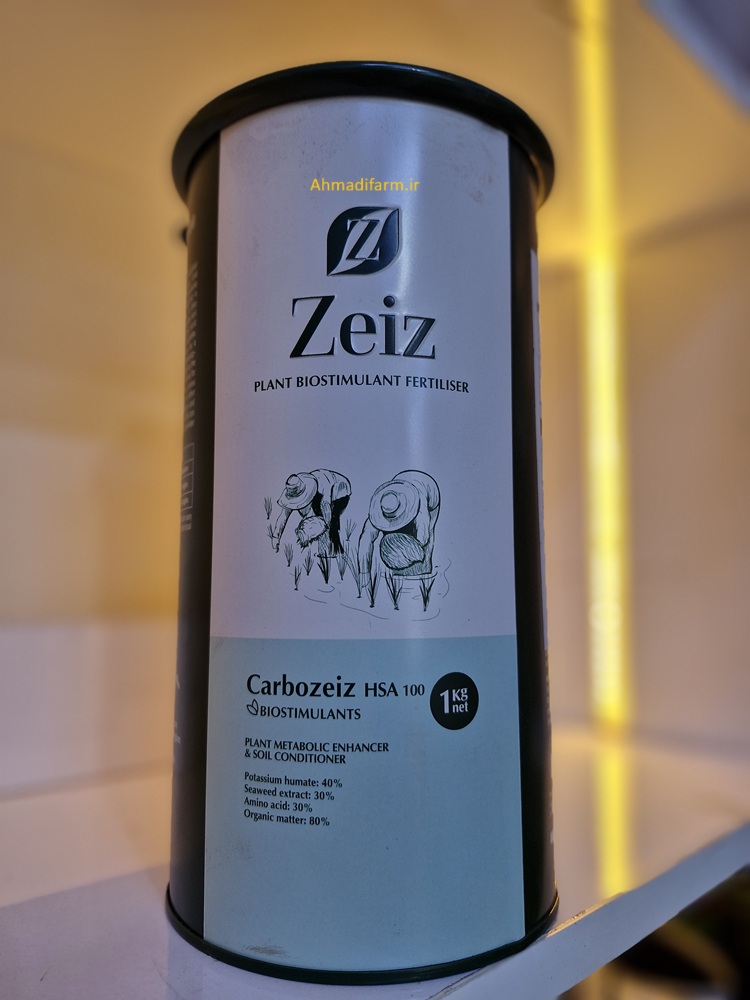 Ahmadifarm.ir
Z
Zeiz
PLANT BIOSTIMULANT FERTILISER
Carbozeiz HSA 100
1 Kg net
BIOSTIMULANTS
PLANT METABOLIC ENHANCER
& SOIL CONDITIONER
Potassium humate: 40%
Seaweed extract: 30%
Amino acid: 30%
Organic matter: 80%